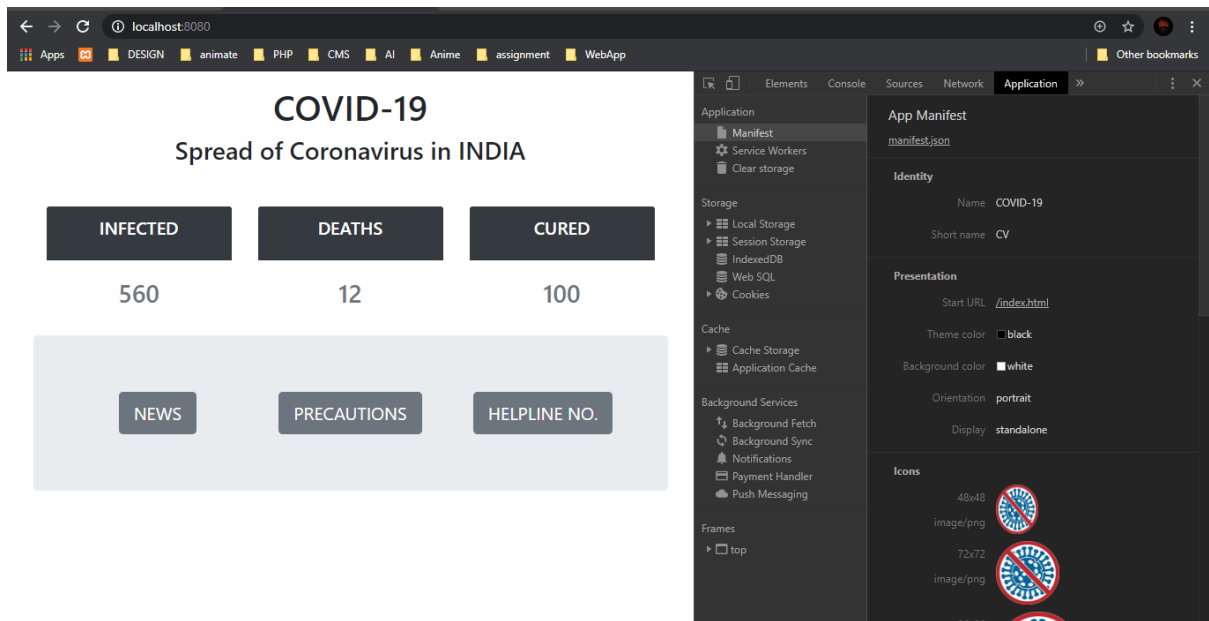 localhost:8080
Apps DESIGN animate PHP CMS AI Anime assignment WebApp Other bookmarks
COVID-19
Spread of Coronavirus in INDIA
INFECTED DEATHS CURED
560 12 100
NEWS PRECAUTIONS HELPLINE NO.
Elements Console Sources Network Application »
Application
Manifest
Service Workers
Clear storage
Storage
Local Storage
Session Storage
IndexedDB
Web SQL
Cookies
Cache
Cache Storage
Application Cache
Background Services
Background Fetch
Background Sync
Notifications
Payment Handler
Push Messaging
Frames
top
App Manifest
manifest.json
Identity
Name COVID-19
Short name CV
Presentation
Start URL /index.html
Theme color black
Background color white
Orientation portrait
Display standalone
Icons
48x48
image/png
72x72
image/png